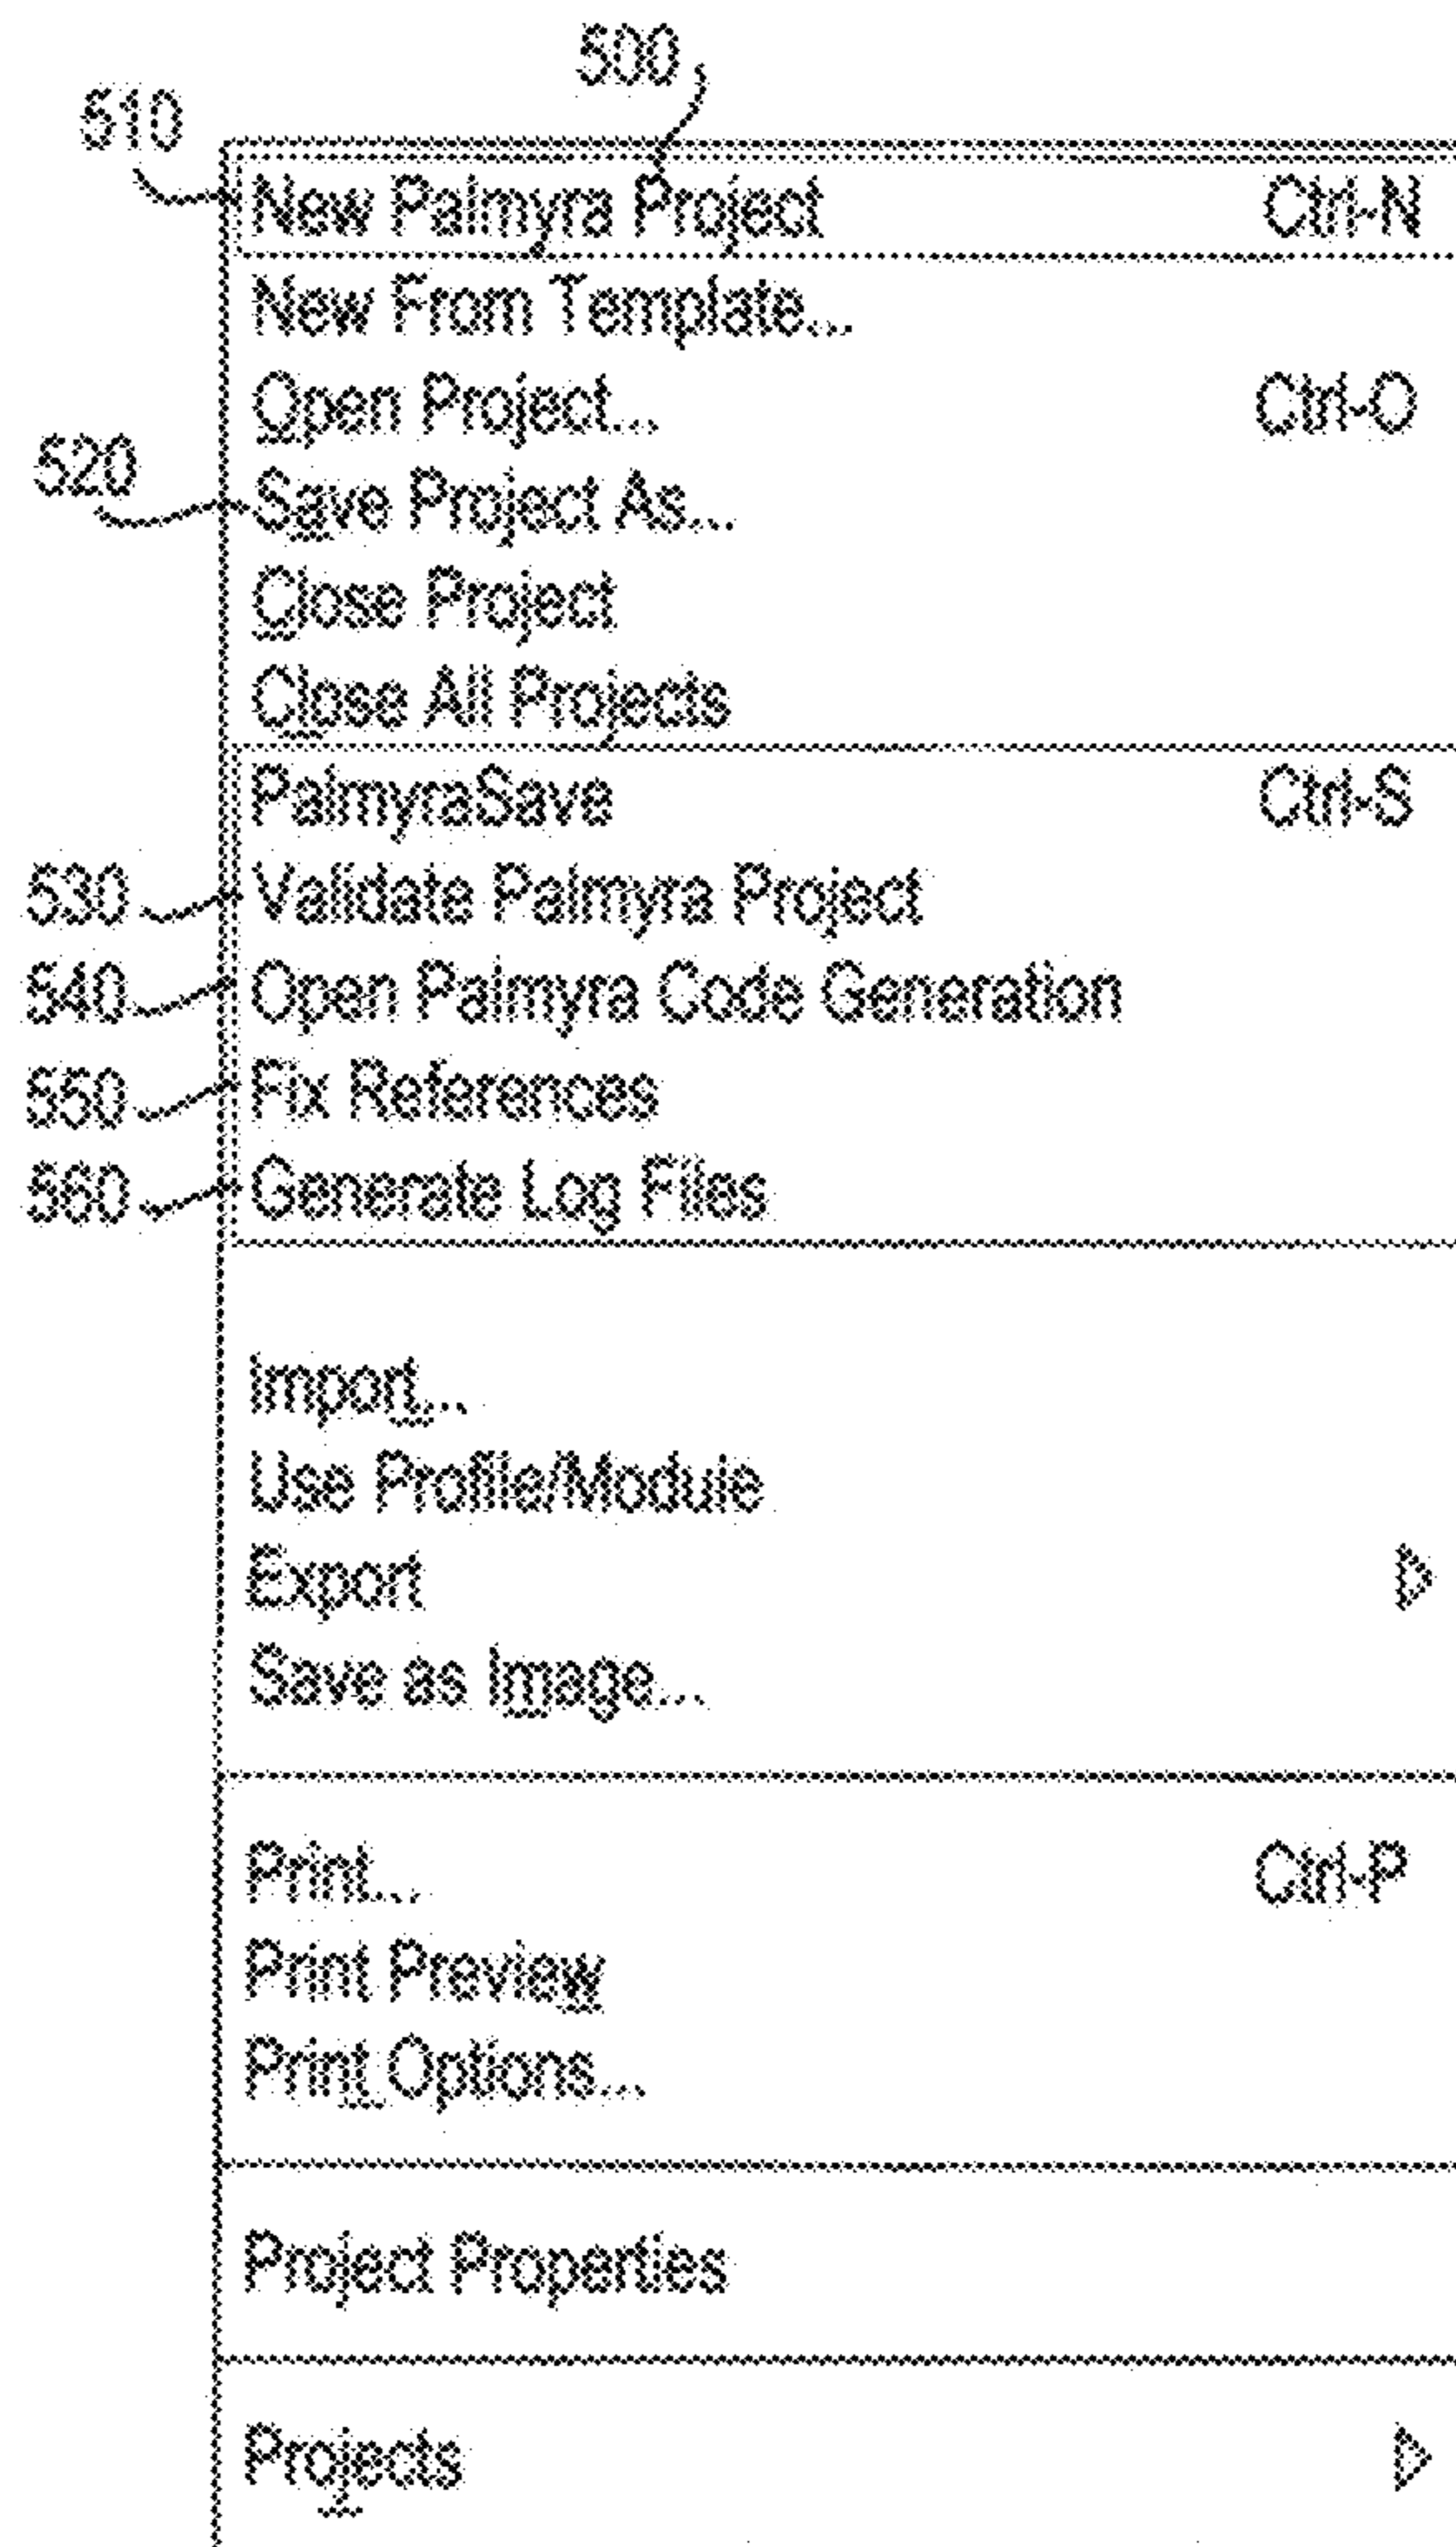 500
510
New Palmyra Project Ctrl-N
New From Template...
Open Project... Ctrl-O
520
Save Project As...
Close Project
Close All Projects
PalmyraSave Ctrl-S
530 Validate Palmyra Project
540 Open Palmyra Code Generation
550 Fix References
560 Generate Log Files
Import...
Use Profile/Module
Export
Save as Image...
Print... Ctrl-P
Print Preview
Print Options...
Project Properties
Projects